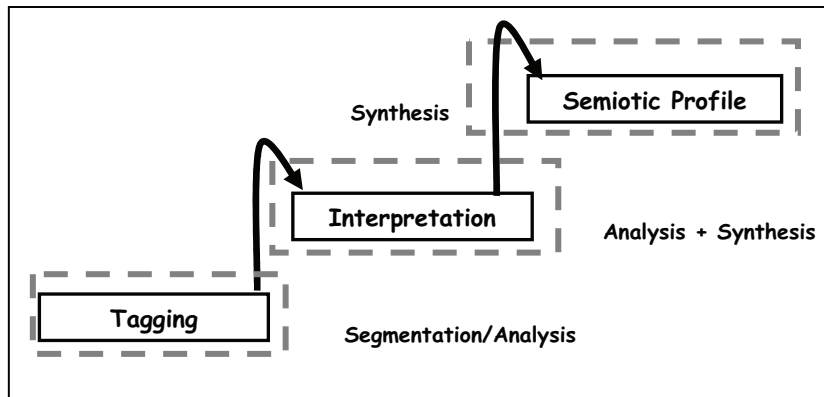 Semiotic Profile
Synthesis
Interpretation
Analysis + Synthesis
Tagging
Segmentation/Analysis